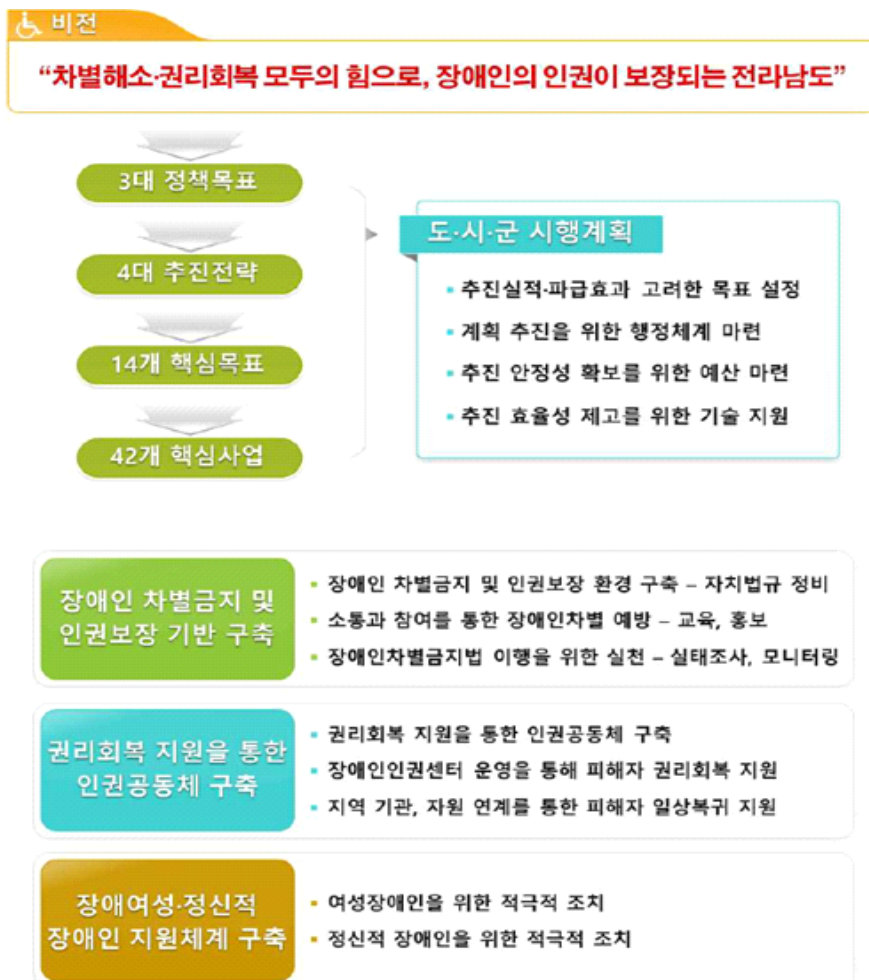 비전
“차별해소·권리회복 모두의 힘으로, 장애인의 인권이 보장되는 전라남도”
3대 정책목표
4대 추진전략
14개 핵심목표
42개 핵심사업
도·시·군 시행계획
▪ 추진실적·파급효과 고려한 목표 설정
▪ 계획 추진을 위한 행정체계 마련
▪ 추진 안정성 확보를 위한 예산 마련
▪ 추진 효율성 제고를 위한 기술 지원
장애인 차별금지 및
인권보장 기반 구축
▪ 장애인 차별금지 및 인권보장 환경 구축 – 자치법규 정비
▪ 소통과 참여를 통한 장애인차별 예방 – 교육, 홍보
▪ 장애인차별금지법 이행을 위한 실천 – 실태조사, 모니터링
권리회복 지원을 통한
인권공동체 구축
▪ 권리회복 지원을 통한 인권공동체 구축
▪ 장애인인권센터 운영을 통해 피해자 권리회복 지원
▪ 지역 기관, 자원 연계를 통한 피해자 일상복귀 지원
장애여성·정신적
장애인 지원체계 구축
▪ 여성장애인을 위한 적극적 조치
▪ 정신적 장애인을 위한 적극적 조치